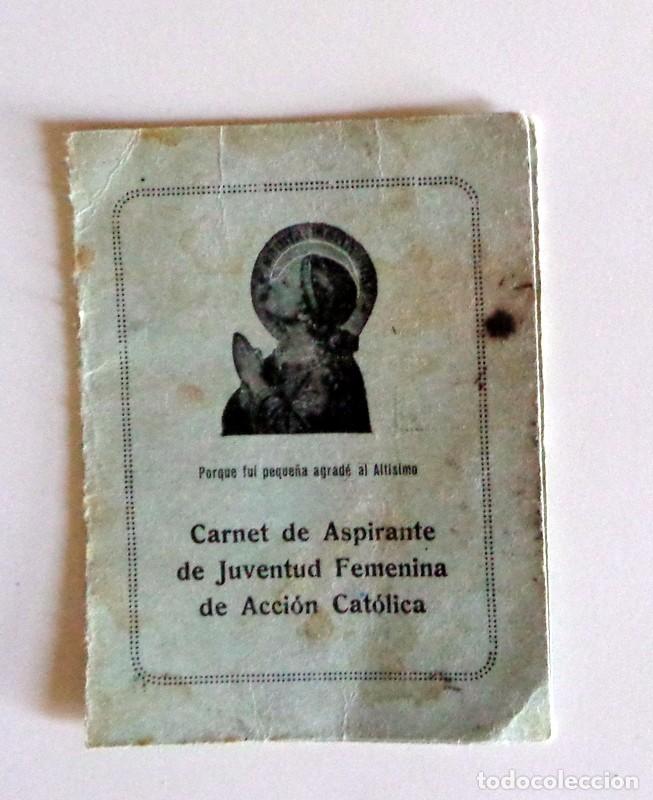 Porque fui pequeña agradé al Altísimo
Carnet de Aspirante
de Juventud Femenina
de Acción Católica
todocoleccion